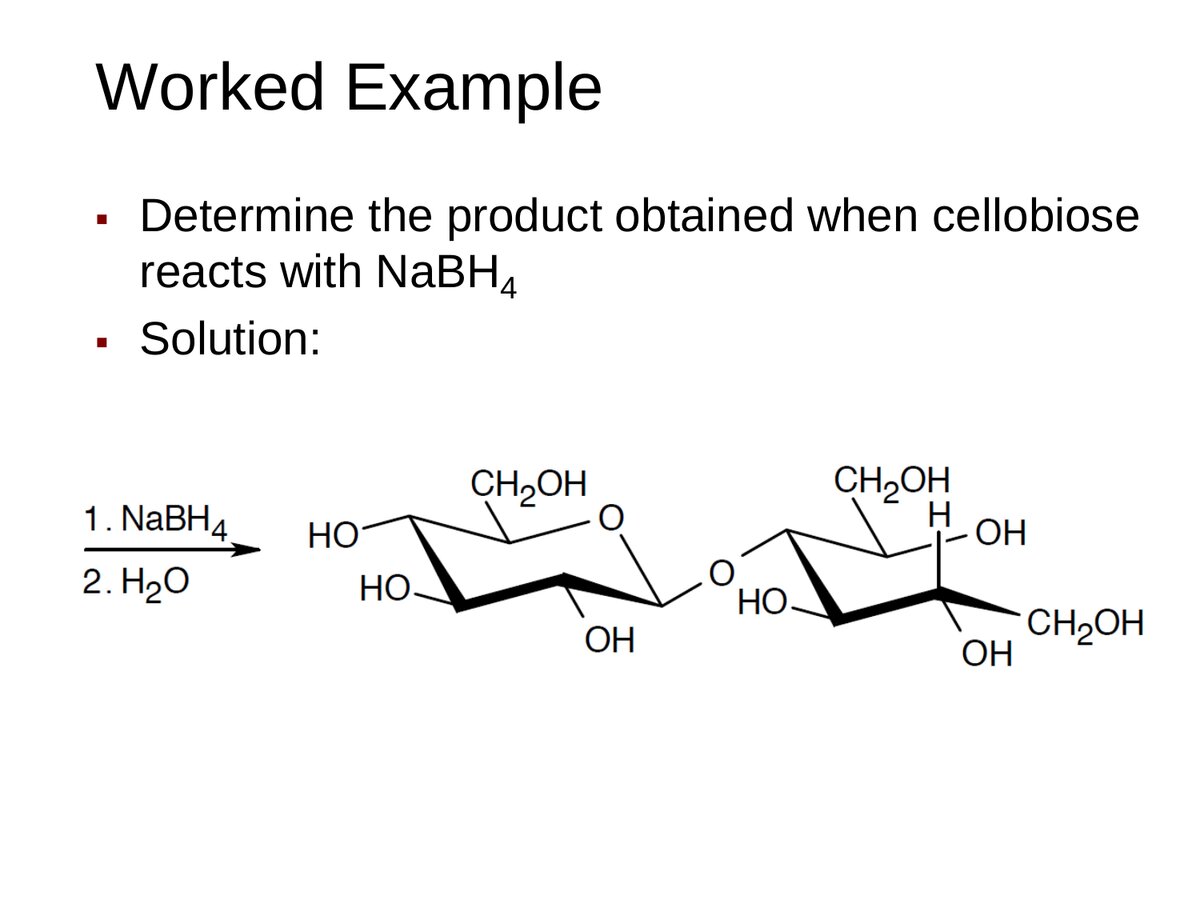 Worked Example
▪ Determine the product obtained when cellobiose
reacts with NaBH4
▪ Solution:
1. NaBH4
2. H2O
CH2OH
HO
O
HO
OH
O
CH2OH
H
OH
HO
CH2OH
OH